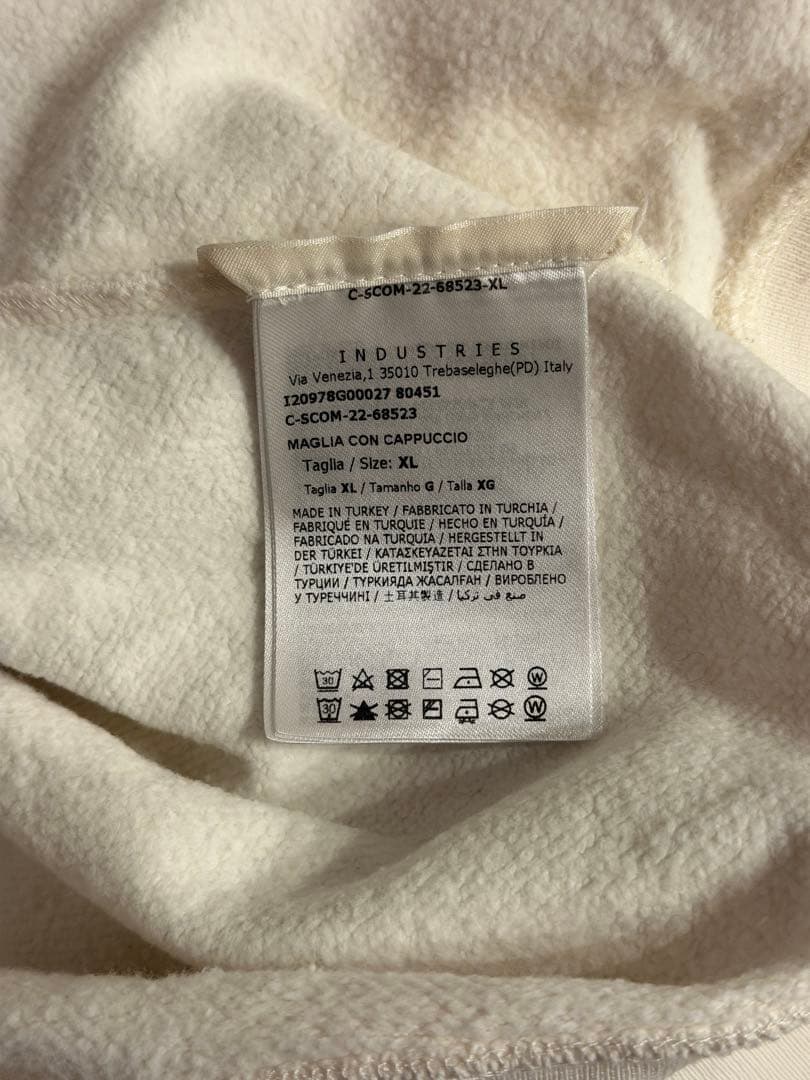 C-SCOM-22-68523-XL
INDUSTRIES
Via Venezia,1 35010 Trebaseleghe(PD) Italy
I20978G00027 80451
C-SCOM-22-68523
MAGLIA CON CAPPUCCIO
Taglia / Size: XL
Taglia XL / Tamanho G / Talla XG
MADE IN TURKEY / FABBRICATO IN TURCHIA /
FABRIQUÉ EN TURQUIE / HECHO EN TURQUÍA /
FABRICADO NA TURQUIA / HERGESTELLT IN
DER TÜRKEI / ΚΑΤΑΣΚΕΥΑΖΕΤΑΙ ΣΤΗΝ ΤΟΥΡΚΙΑ
/ TÜRKİYE'DE ÜRETİLMİŞTİR / СДЕЛАНО В
ТУРЦИИ / ТҮРКИЯДА ЖАСАЛҒАН / ВИРОБЛЕНО
У ТУРЕЧЧИНІ / 土耳其製造 / صنع في تركيا
30 W
30 W